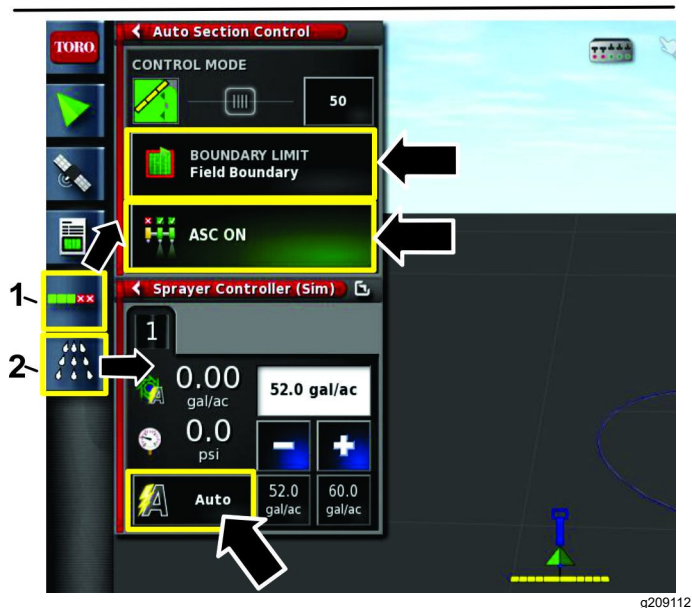 TORO.
Auto Section Control
CONTROL MODE
50
BOUNDARY LIMIT
Field Boundary
ASC ON
1
Sprayer Controller (Sim)
1
2
0.00
gal/ac
52.0 gal/ac
0.0
psi
Auto
52.0
gal/ac
60.0
gal/ac
g209112